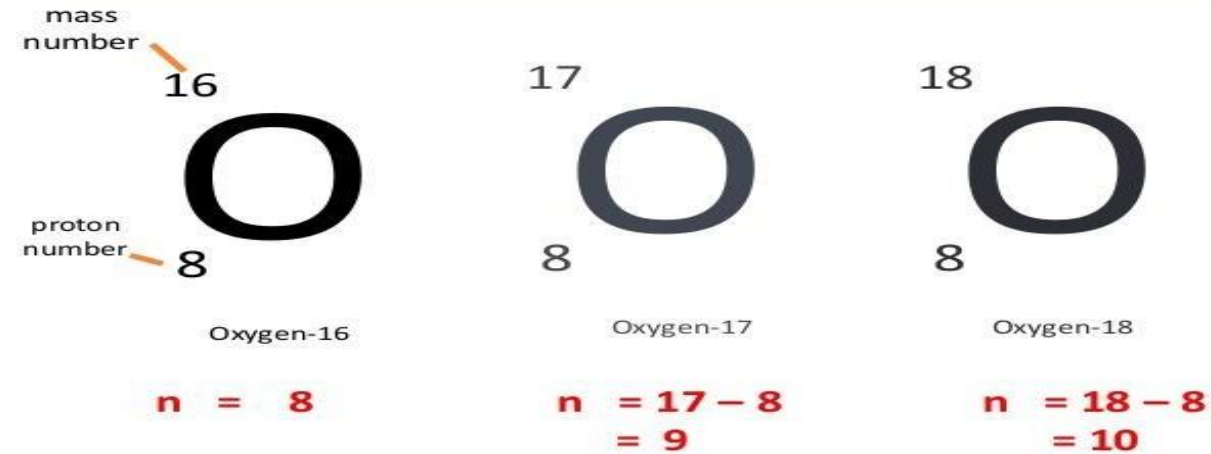 mass
number
16
O
proton
number
8
Oxygen-16
n = 8
17
O
8
Oxygen-17
n = 17 – 8
= 9
18
O
8
Oxygen-18
n = 18 – 8
= 10